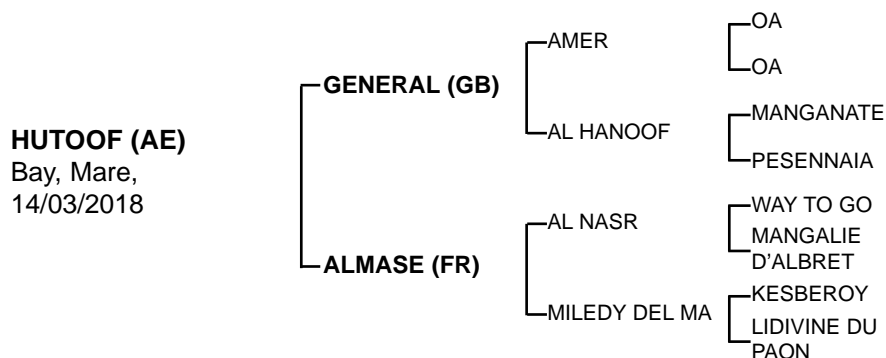 HUTOOF (AE)
Bay, Mare,
14/03/2018
GENERAL (GB)
ALMASE (FR)
AMER
AL HANOOF
AL NASR
MILEDY DEL MA
OA
OA
MANGANATE
PESENNAIA
WAY TO GO
MANGALIE
D'ALBRET
KESBEROY
LIDIVINE DU
PAON